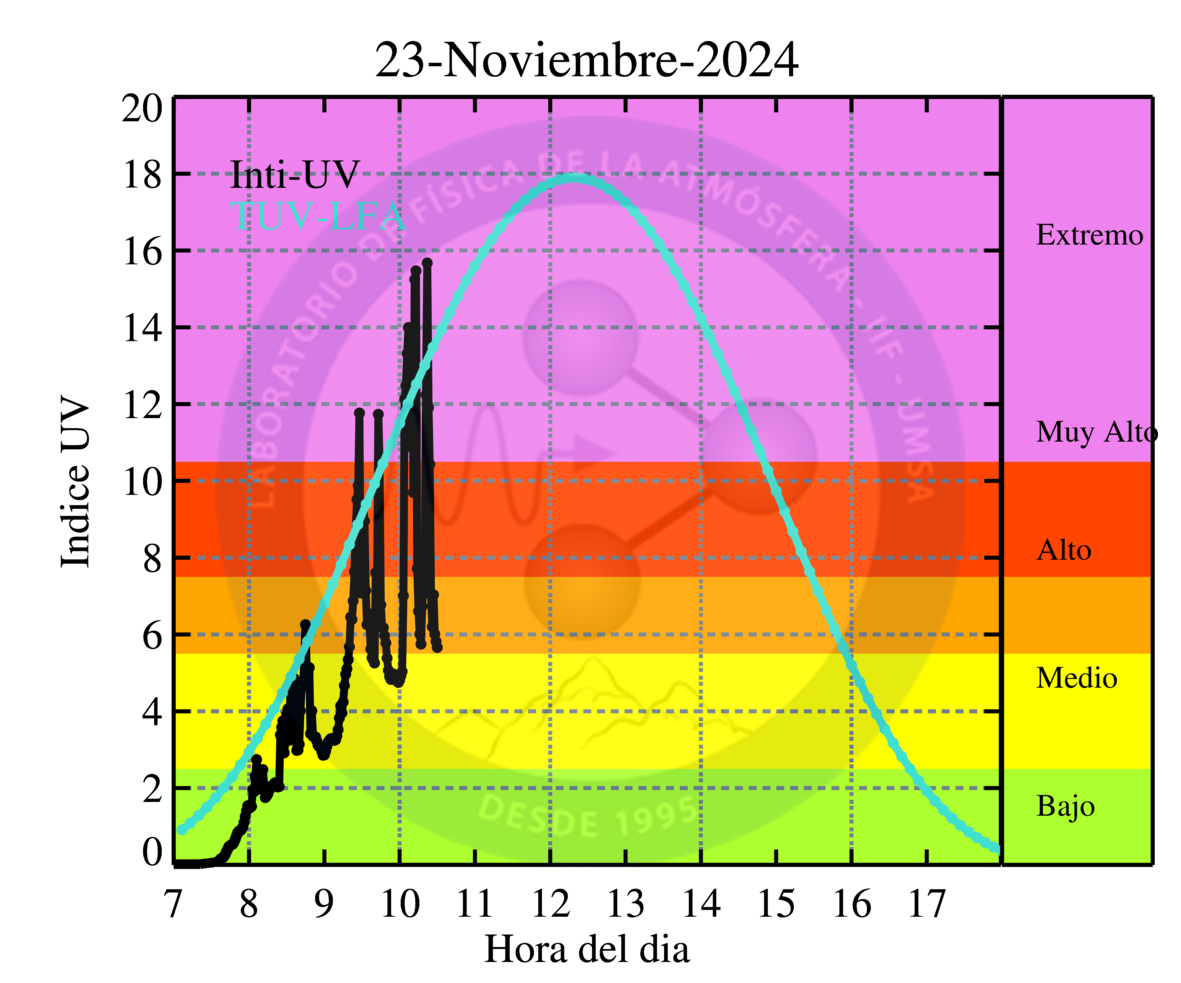 23-Noviembre-2024
20
18
16
14
12
10
8
6
4
2
0
Indice UV
Inti-UV
TUV-LFA
LABORATORIO DE FÍSICA DE LA ATMÓSFERA - IIF - UMSA
DESDE 1995
Extremo
Muy Alto
Alto
Medio
Bajo
7 8 9 10 11 12 13 14 15 16 17
Hora del dia